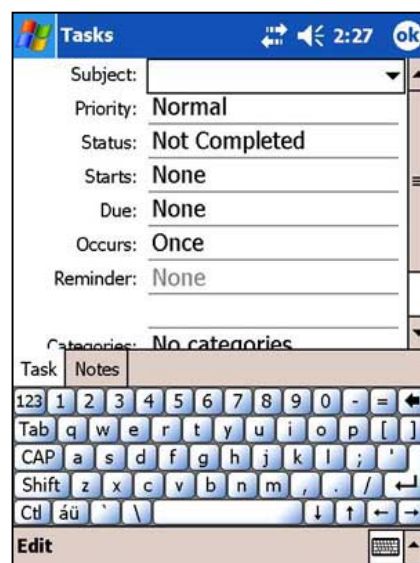 Tasks 2:27 ok
Subject:
Priority: Normal
Status: Not Completed
Starts: None
Due: None
Occurs: Once
Reminder: None
Categories: No categories
Task Notes
123 1 2 3 4 5 6 7 8 9 0 - =
Tab q w e r t y u i o p [ ]
CAP a s d f g h j k l ; '
Shift z x c v b n m , . /
Ctl áü ` \
Edit